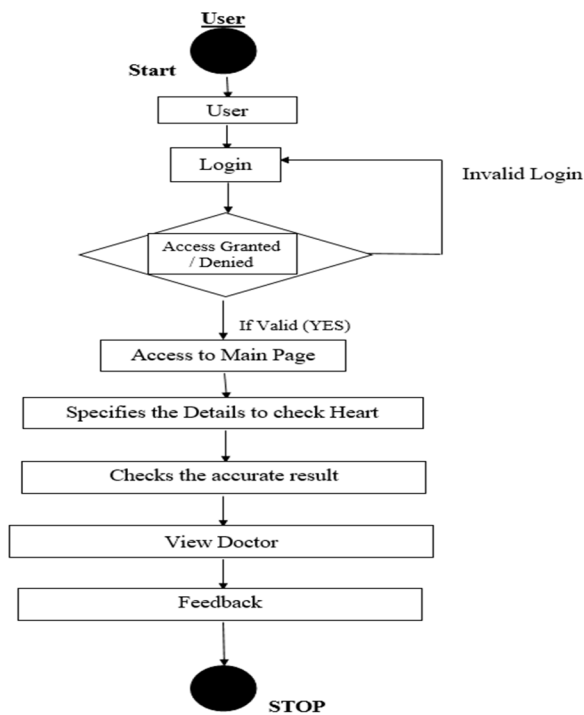 User
Start
User
Login
Invalid Login
Access Granted
/ Denied
If Valid (YES)
Access to Main Page
Specifies the Details to check Heart
Checks the accurate result
View Doctor
Feedback
STOP